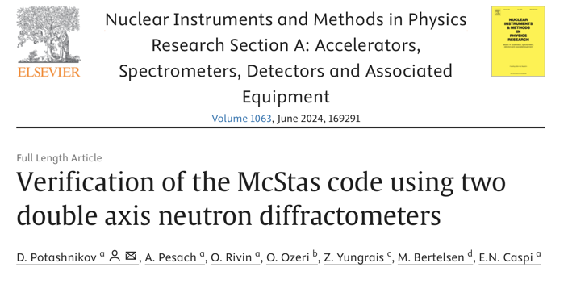 Nuclear Instruments and Methods in Physics
Research Section A: Accelerators,
Spectrometers, Detectors and Associated
Equipment
ELSEVIER
NUCLEAR
INSTRUMENTS
& METHODS
IN
PHYSICS
RESEARCH
Volume 1063, June 2024, 169291
Full Length Article
Verification of the McStas code using two
double axis neutron diffractometers
D. Potashnikov a, A. Pesach a, O. Rivin a, O. Ozeri b, Z. Yungrais c, M. Bertelsen d, E.N. Caspi a